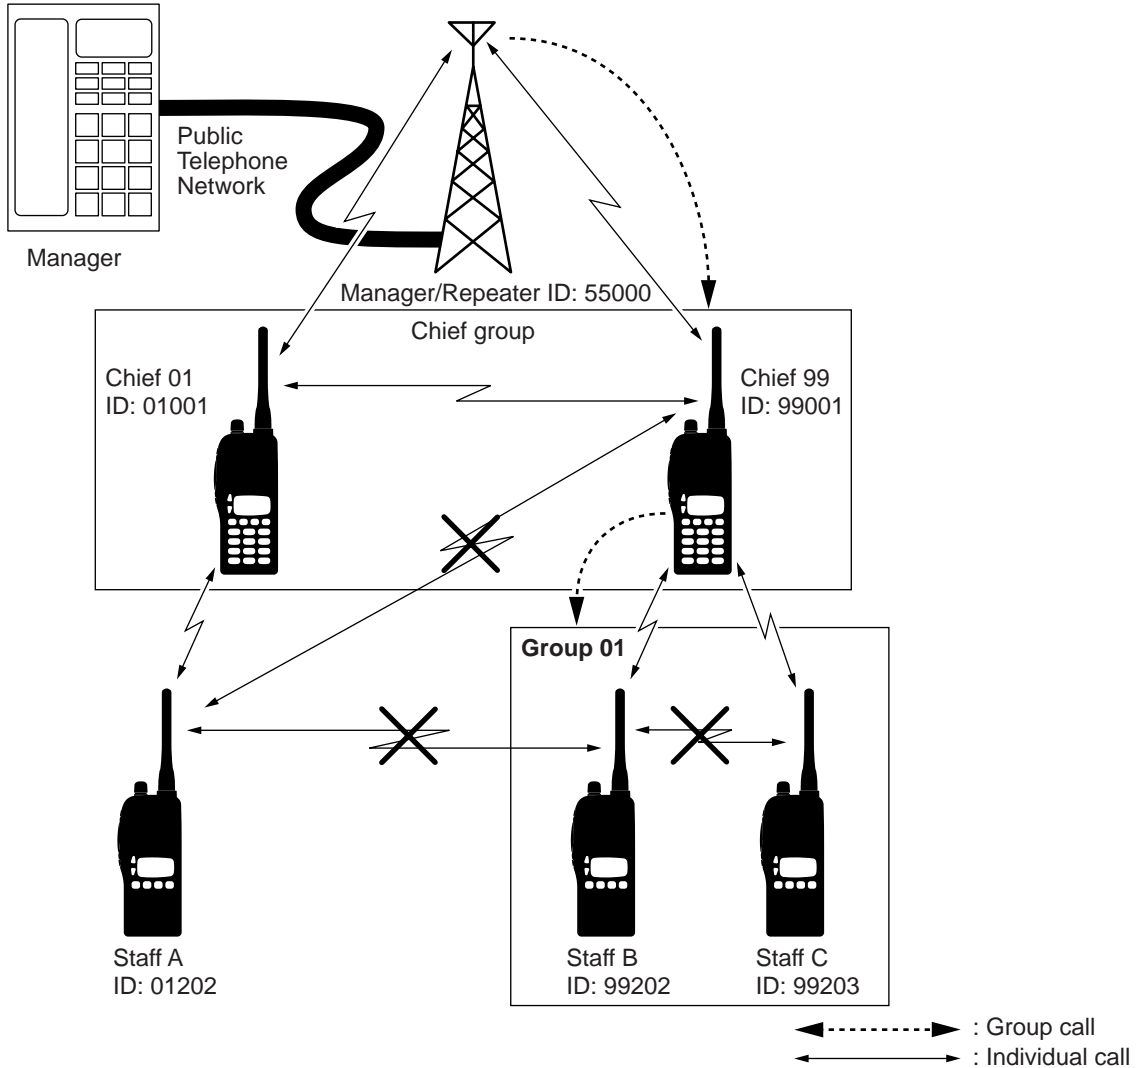 Public
Telephone
Network
Manager
Manager/Repeater ID: 55000
Chief group
Chief 01
ID: 01001
Chief 99
ID: 99001
Group 01
Staff A
ID: 01202
Staff B
ID: 99202
Staff C
ID: 99203
: Group call
: Individual call